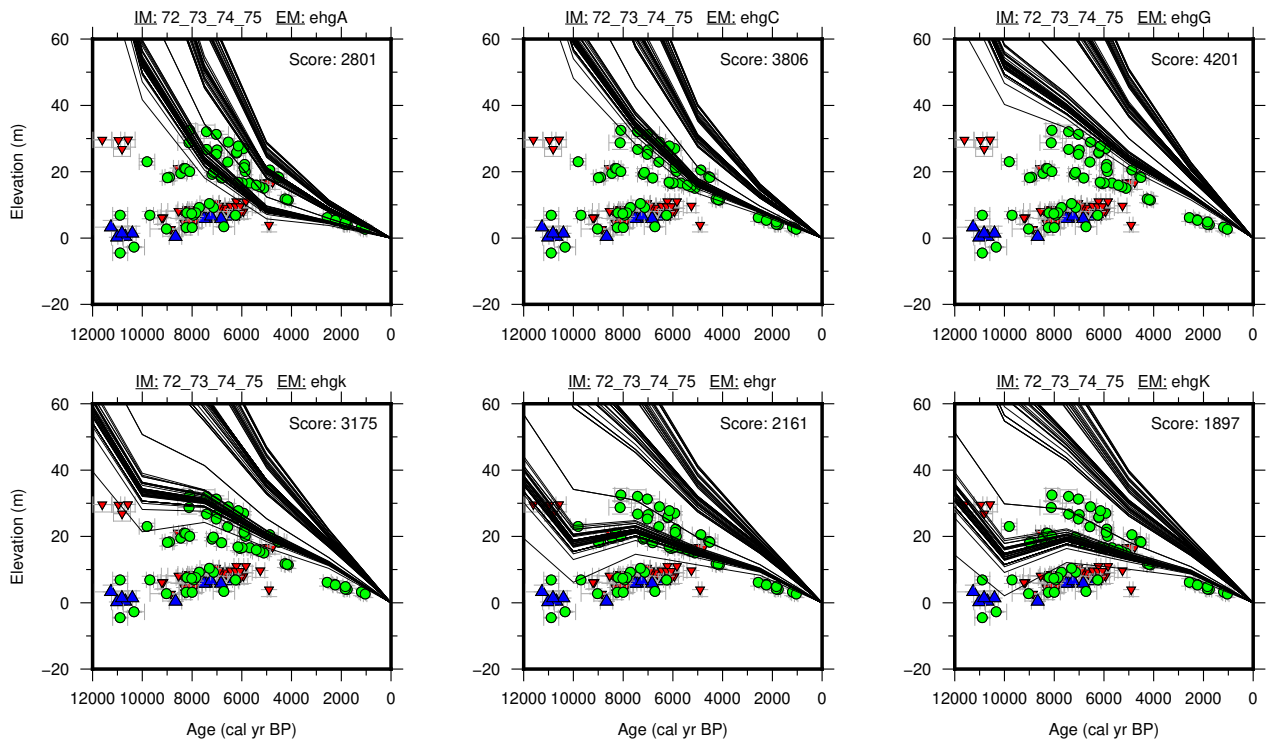 IM: 72_73_74_75 EM: ehgA
IM: 72_73_74_75 EM: ehgC
IM: 72_73_74_75 EM: ehgG
60
40
20
0
−20
Elevation (m)
Score: 2801
12000 10000 8000 6000 4000 2000 0
60
40
20
0
−20
Score: 3806
12000 10000 8000 6000 4000 2000 0
60
40
20
0
−20
Score: 4201
12000 10000 8000 6000 4000 2000 0
IM: 72_73_74_75 EM: ehgk
IM: 72_73_74_75 EM: ehgr
IM: 72_73_74_75 EM: ehgK
60
40
20
0
−20
Elevation (m)
Score: 3175
12000 10000 8000 6000 4000 2000 0
Age (cal yr BP)
60
40
20
0
−20
Score: 2161
12000 10000 8000 6000 4000 2000 0
Age (cal yr BP)
60
40
20
0
−20
Score: 1897
12000 10000 8000 6000 4000 2000 0
Age (cal yr BP)